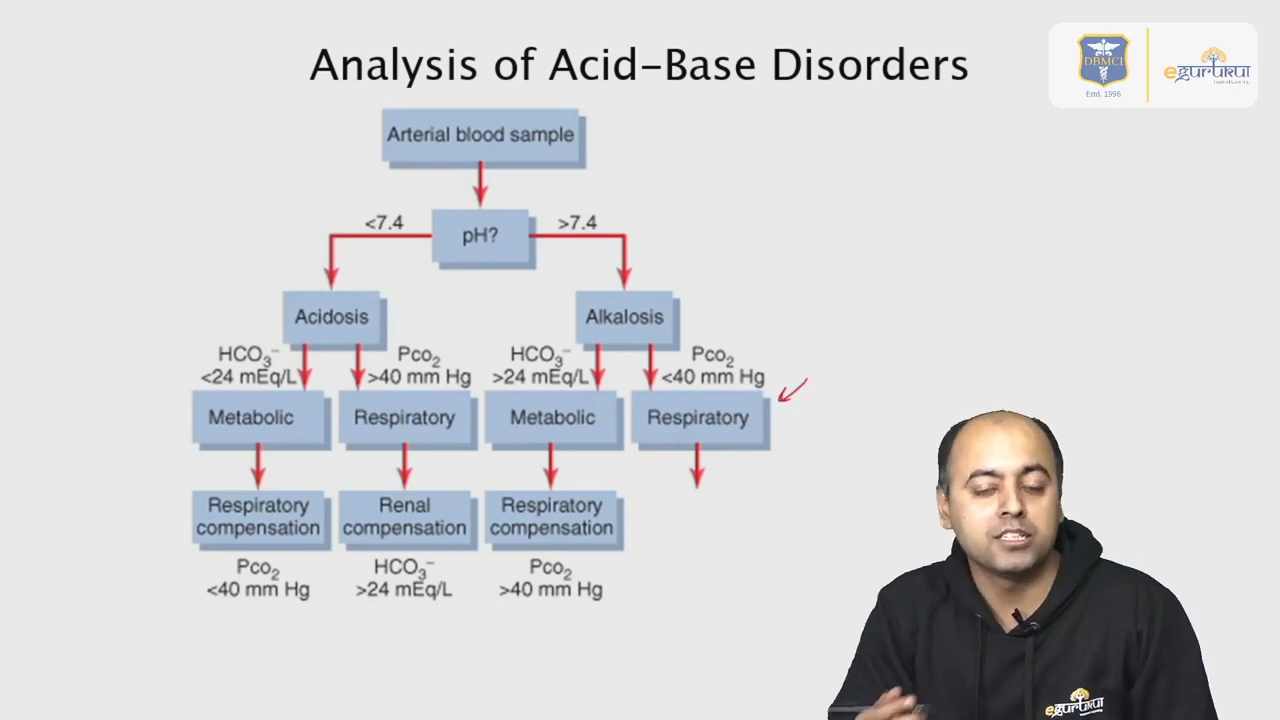 Analysis of Acid-Base Disorders
DBMCI
Estd. 1996
egurukul
Arterial blood sample
<7.4
pH?
>7.4
Acidosis
Alkalosis
HCO₃⁻
<24 mEq/L
Pco₂
>40 mm Hg
HCO₃⁻
>24 mEq/L
Pco₂
<40 mm Hg
Metabolic
Respiratory
Metabolic
Respiratory
Respiratory
compensation
Renal
compensation
Respiratory
compensation
Pco₂
<40 mm Hg
HCO₃⁻
>24 mEq/L
Pco₂
>40 mm Hg
egurukul